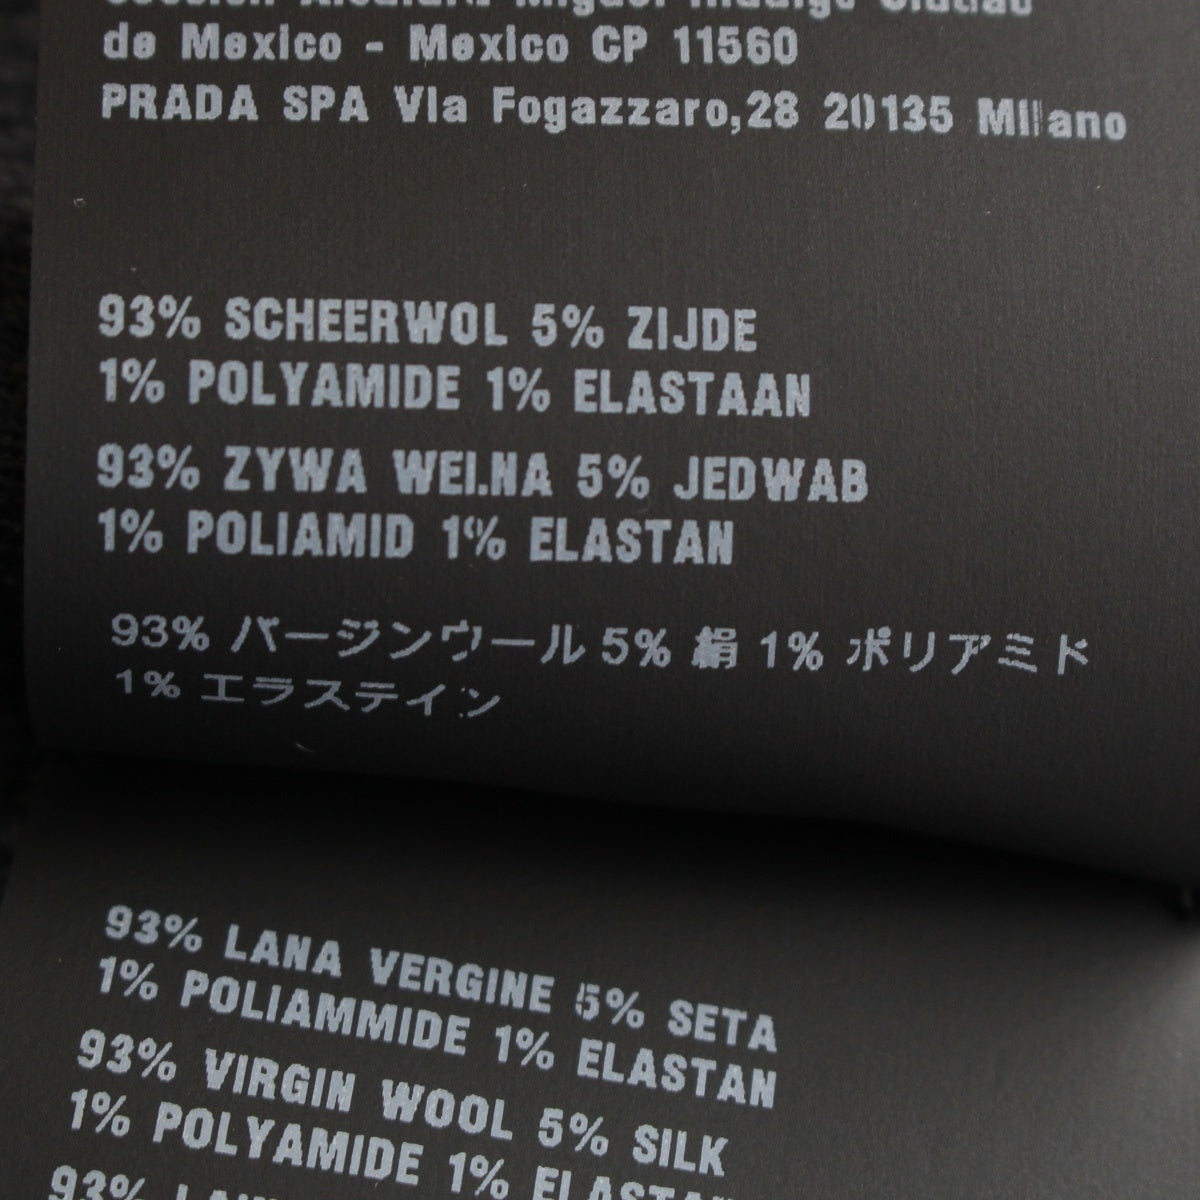 de Mexico - Mexico CP 11560
PRADA SPA Via Fogazzaro,28 20135 Milano
93% SCHEERWOL 5% ZIJDE
1% POLYAMIDE 1% ELASTAAN
93% ZYWA WELNA 5% JEDWAB
1% POLIAMID 1% ELASTAN
93% バージンウール 5% 絹 1% ポリアミド
1% エラステイン
93% LANA VERGINE 5% SETA
1% POLIAMMIDE 1% ELASTAN
93% VIRGIN WOOL 5% SILK
1% POLYAMIDE 1%
93%